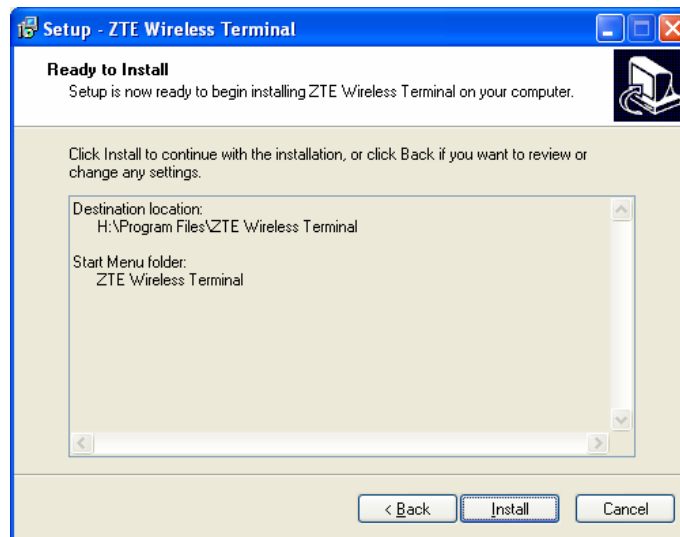 Setup - ZTE Wireless Terminal
Ready to Install
Setup is now ready to begin installing ZTE Wireless Terminal on your computer.
Click Install to continue with the installation, or click Back if you want to review or
change any settings.
Destination location:
H:\Program Files\ZTE Wireless Terminal
Start Menu folder:
ZTE Wireless Terminal
< Back
Install
Cancel